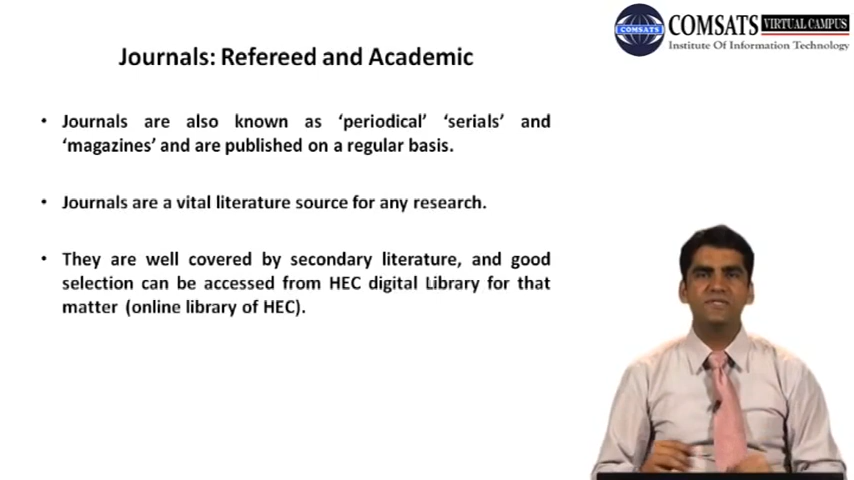 COMSATS
COMSATS VIRTUAL CAMPUS
Institute Of Information Technology
Journals: Refereed and Academic
• Journals are also known as ‘periodical’ ‘serials’ and
‘magazines’ and are published on a regular basis.
• Journals are a vital literature source for any research.
• They are well covered by secondary literature, and good
selection can be accessed from HEC digital Library for that
matter (online library of HEC).